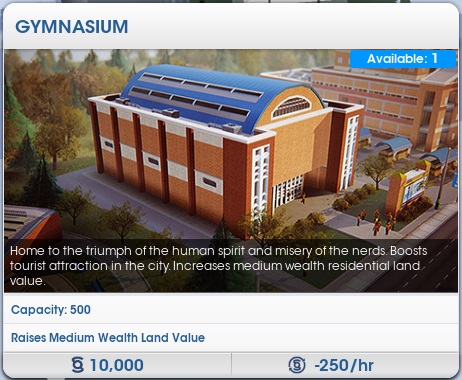 GYMNASIUM
Available: 1
Home to the triumph of the human spirit and misery of the nerds. Boosts
tourist attraction in the city. Increases medium wealth residential land
value.
Capacity: 500
Raises Medium Wealth Land Value
10,000
-250/hr